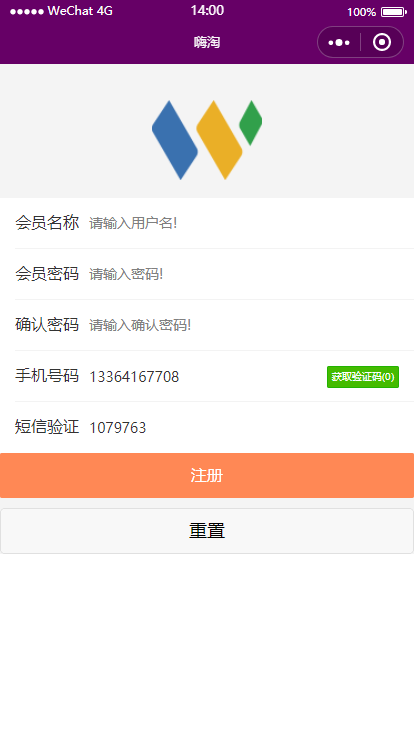 ●●●●● WeChat 4G 14:00 100%
嗨淘
会员名称 请输入用户名!
会员密码 请输入密码!
确认密码 请输入确认密码!
手机号码 13364167708 获取验证码(0)
短信验证 1079763
注册
重置